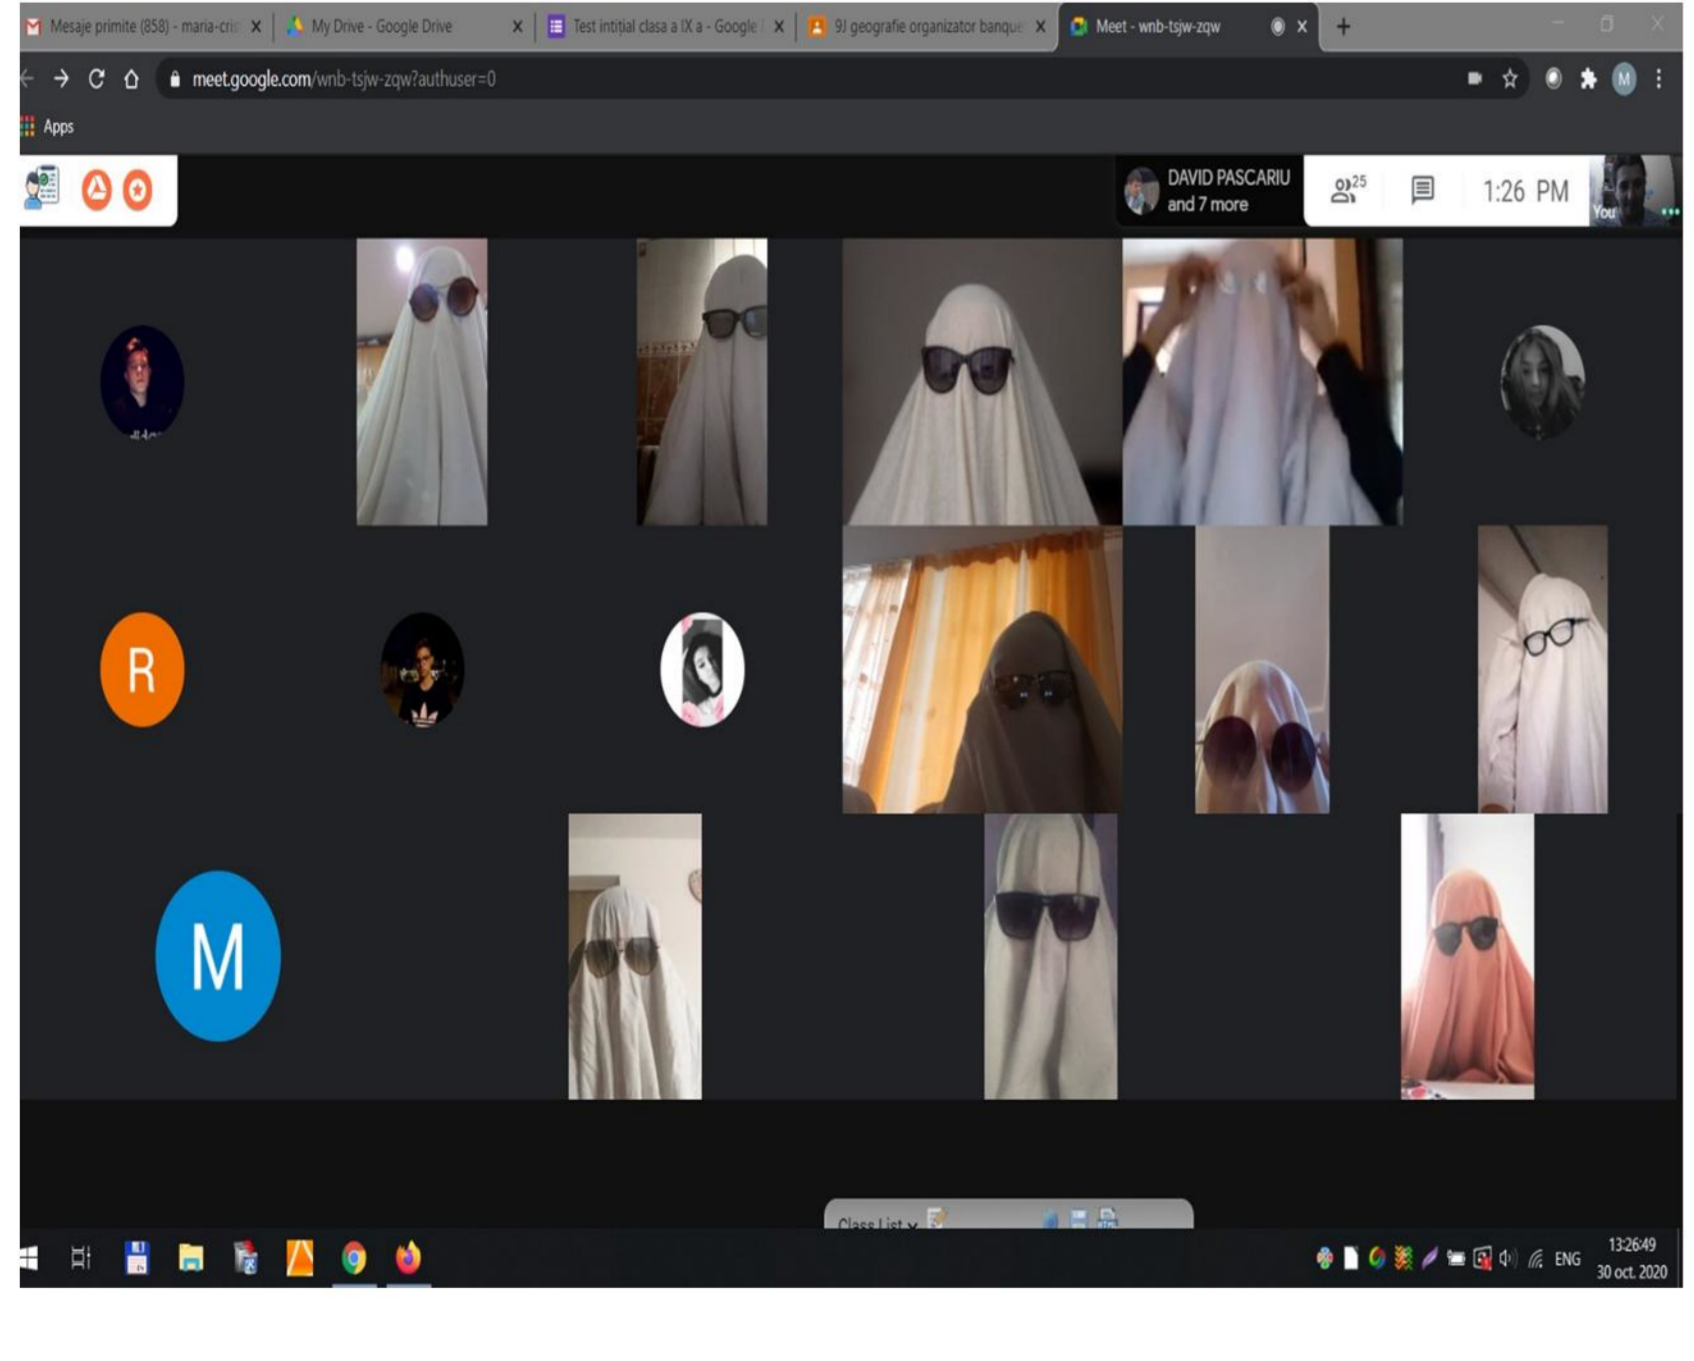 Mesaje primite (858) - maria-cris
My Drive - Google Drive
Test intițial clasa a IX a - Google
9J geografie organizator banque
Meet - wnb-tsjw-zqw
meet.google.com/wnb-tsjw-zqw?authuser=0
M
Apps
DAVID PASCARIU
and 7 more
25
1:26 PM
You
R
M
Class List
ENG
13:26:49
30 oct. 2020